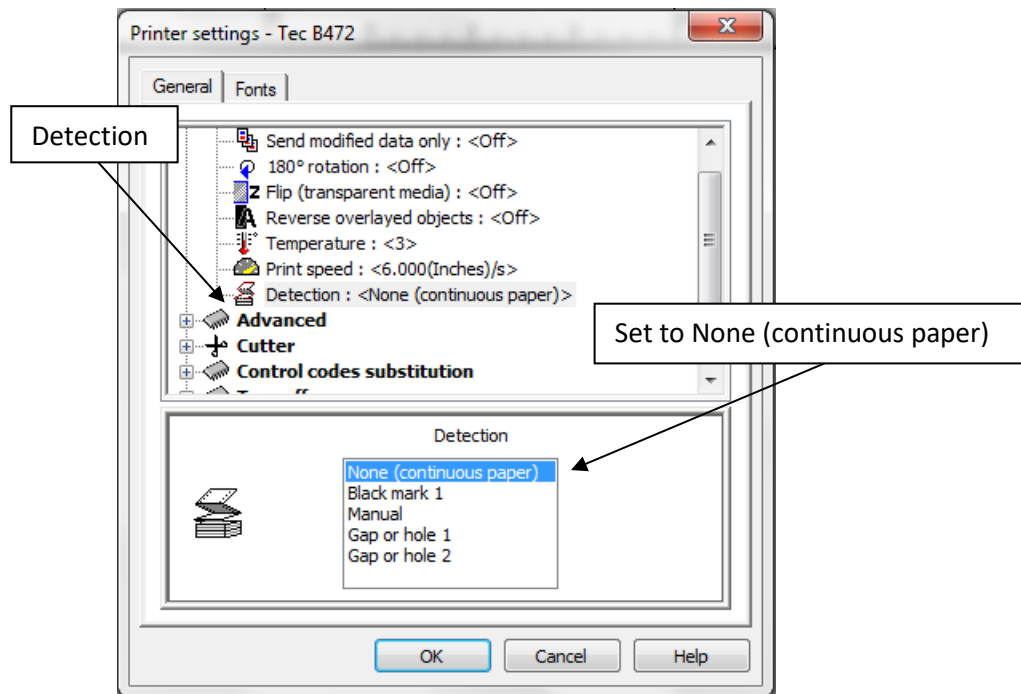 Printer settings - Tec B472
General
Fonts
Detection
Send modified data only : <Off>
180° rotation : <Off>
Flip (transparent media) : <Off>
Reverse overlayed objects : <Off>
Temperature : <3>
Print speed : <6.000(Inches)/s>
Detection : <None (continuous paper)>
Advanced
Cutter
Control codes substitution
Set to None (continuous paper)
Detection
None (continuous paper)
Black mark 1
Manual
Gap or hole 1
Gap or hole 2
OK
Cancel
Help